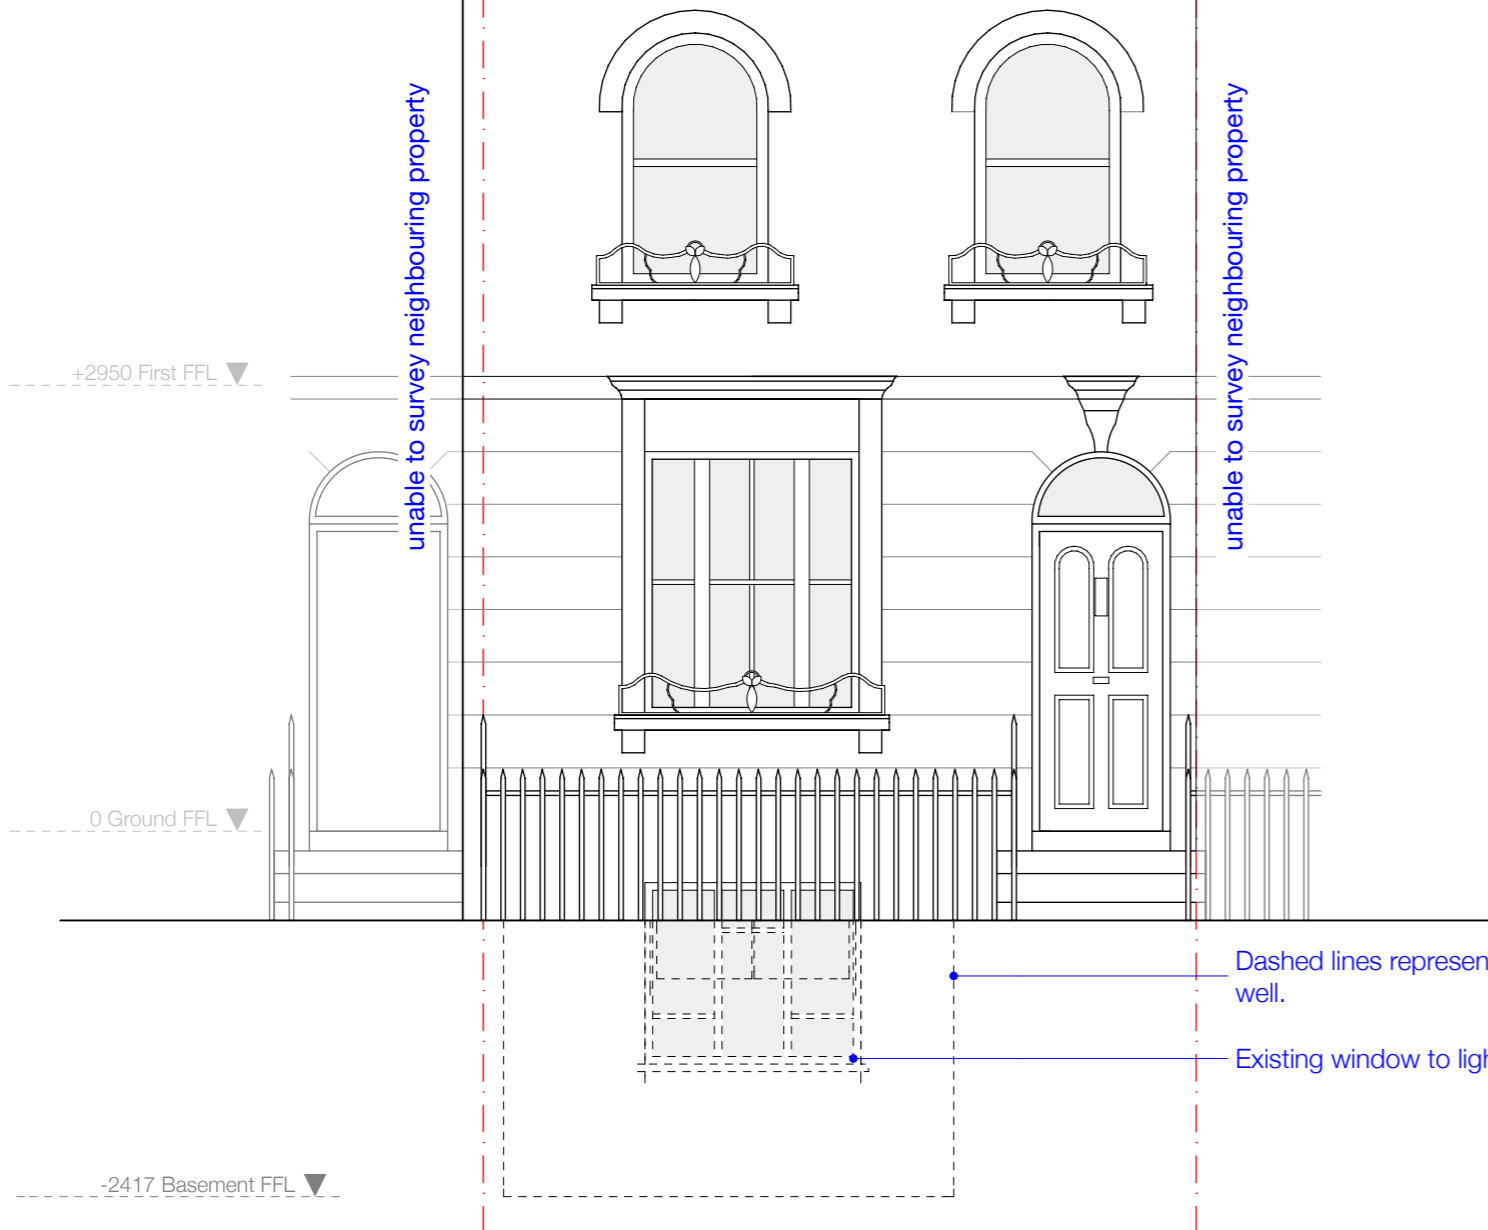 unable to survey neighbouring property
unable to survey neighbouring property
+2950 First FFL
0 Ground FFL
Dashed lines represen
well.
Existing window to ligh
-2417 Basement FFL